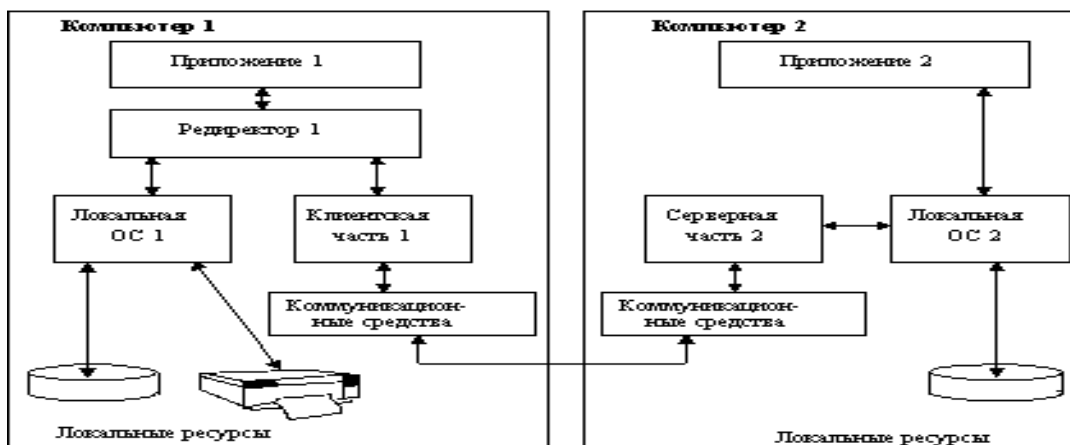 Компьютер 1
Приложение 1
Редиректор 1
Локальная
ОС 1
Клиентская
часть 1
Коммуникацион-
ные средства
Локальные ресурсы
Компьютер 2
Приложение 2
Серверная
часть 2
Локальная
ОС 2
Коммуникацион-
ные средства
Локальные ресурсы